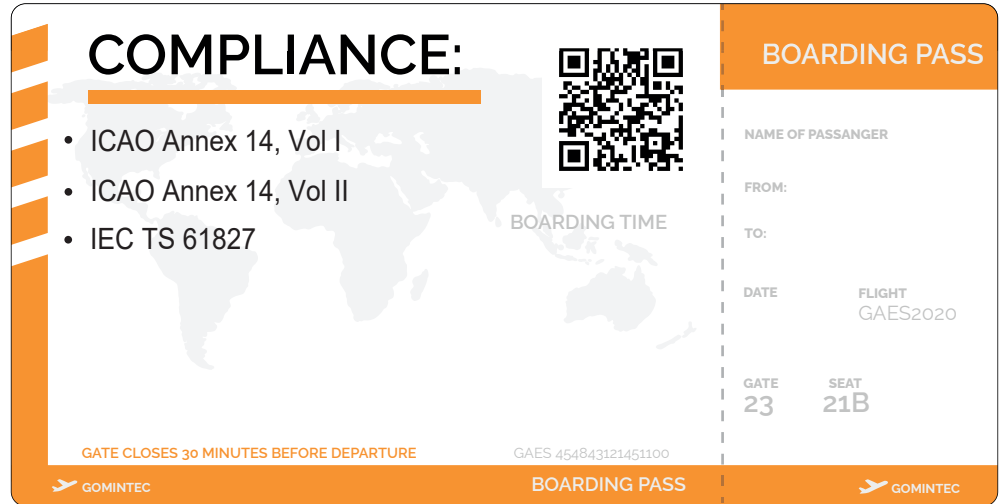 COMPLIANCE:
• ICAO Annex 14, Vol I
• ICAO Annex 14, Vol II
• IEC TS 61827
BOARDING TIME
GATE CLOSES 30 MINUTES BEFORE DEPARTURE
GAES 454843121451100
GOMINTEC
BOARDING PASS
BOARDING PASS
NAME OF PASSANGER
FROM:
TO:
DATE FLIGHT
GAES2020
GATE SEAT
23 21B
GOMINTEC